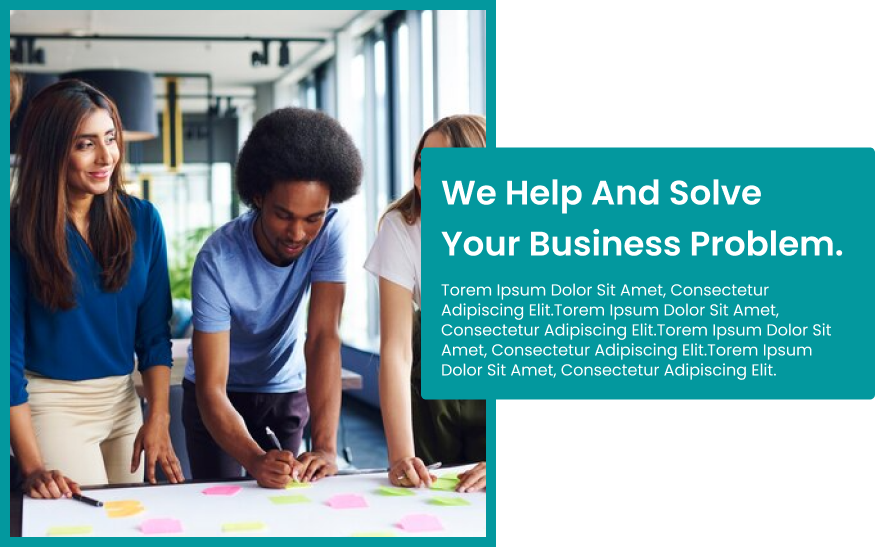 We Help And Solve
Your Business Problem.
Torem Ipsum Dolor Sit Amet, Consectetur
Adipiscing Elit.Torem Ipsum Dolor Sit Amet,
Consectetur Adipiscing Elit.Torem Ipsum Dolor Sit
Amet, Consectetur Adipiscing Elit.Torem Ipsum
Dolor Sit Amet, Consectetur Adipiscing Elit.